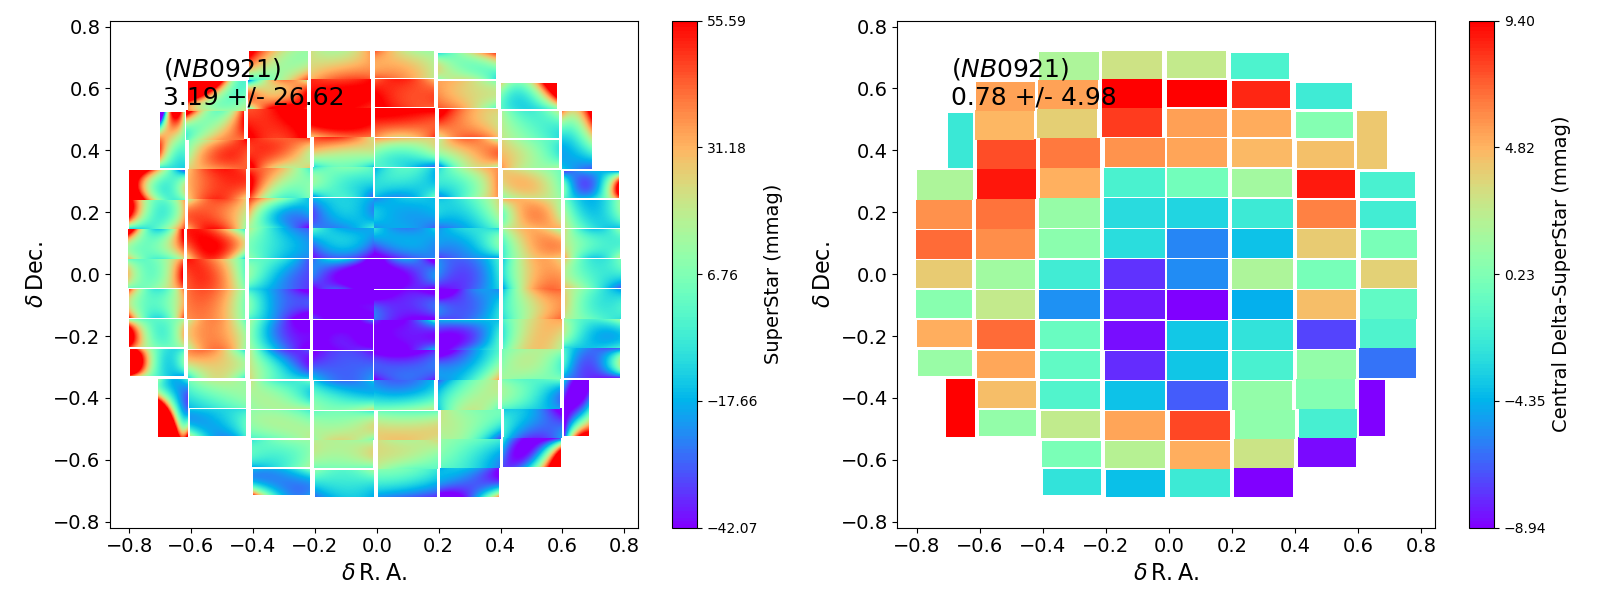 (NB0921)
3.19 +/- 26.62
0.8
0.6
0.4
0.2
0.0
−0.2
−0.4
−0.6
−0.8
δ Dec.
−0.8 −0.6 −0.4 −0.2 0.0 0.2 0.4 0.6 0.8
δ R. A.
55.59
31.18
6.76
−17.66
−42.07
SuperStar (mmag)
(NB0921)
0.78 +/- 4.98
0.8
0.6
0.4
0.2
0.0
−0.2
−0.4
−0.6
−0.8
δ Dec.
−0.8 −0.6 −0.4 −0.2 0.0 0.2 0.4 0.6 0.8
δ R. A.
9.40
4.82
0.23
−4.35
−8.94
Central Delta-SuperStar (mmag)